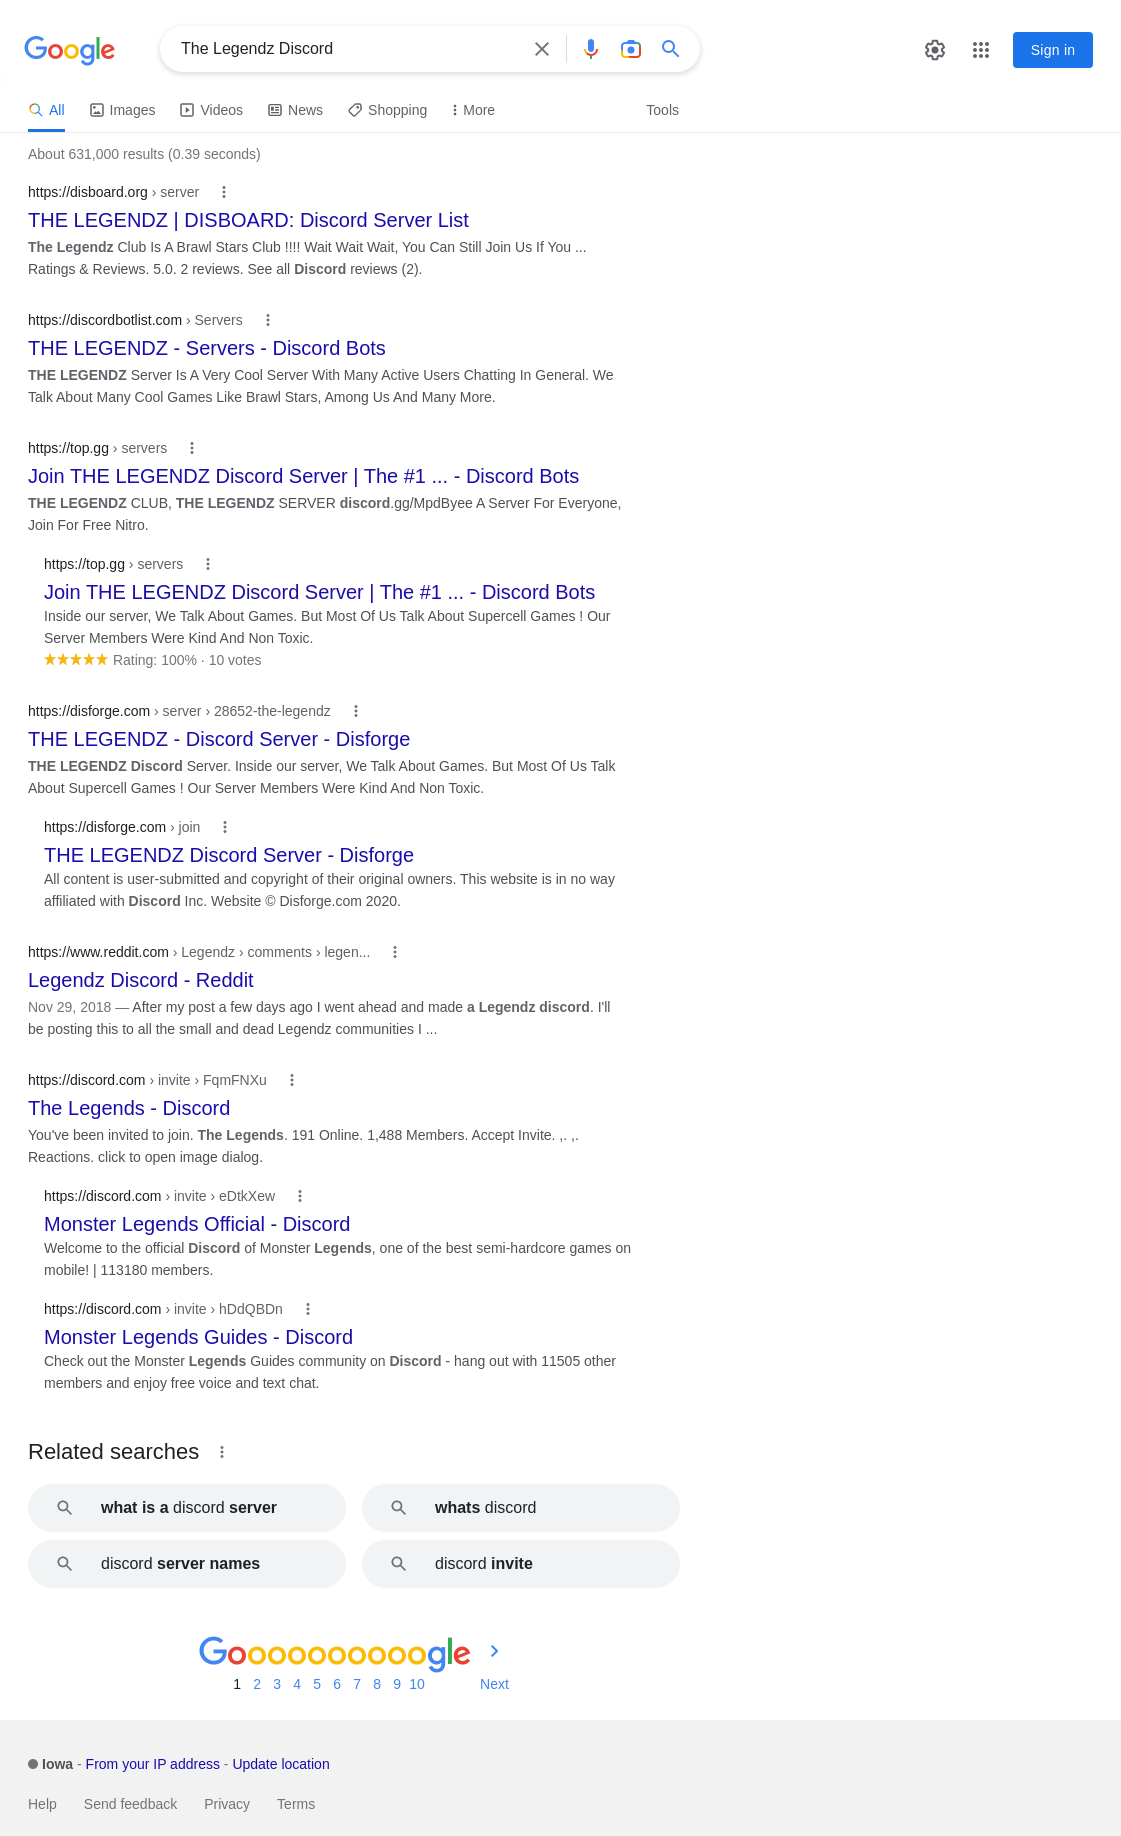 Google
The Legendz Discord
Sign in
All
Images
Videos
News
Shopping
More
Tools
About 631,000 results (0.39 seconds)
https://disboard.org › server
THE LEGENDZ | DISBOARD: Discord Server List
The Legendz Club Is A Brawl Stars Club !!!! Wait Wait Wait, You Can Still Join Us If You ...
Ratings & Reviews. 5.0. 2 reviews. See all Discord reviews (2).
https://discordbotlist.com › Servers
THE LEGENDZ - Servers - Discord Bots
THE LEGENDZ Server Is A Very Cool Server With Many Active Users Chatting In General. We
Talk About Many Cool Games Like Brawl Stars, Among Us And Many More.
https://top.gg › servers
Join THE LEGENDZ Discord Server | The #1 ... - Discord Bots
THE LEGENDZ CLUB, THE LEGENDZ SERVER discord.gg/MpdByee A Server For Everyone,
Join For Free Nitro.
https://top.gg › servers
Join THE LEGENDZ Discord Server | The #1 ... - Discord Bots
Inside our server, We Talk About Games. But Most Of Us Talk About Supercell Games ! Our
Server Members Were Kind And Non Toxic.
Rating: 100% · 10 votes
https://disforge.com › server › 28652-the-legendz
THE LEGENDZ - Discord Server - Disforge
THE LEGENDZ Discord Server. Inside our server, We Talk About Games. But Most Of Us Talk
About Supercell Games ! Our Server Members Were Kind And Non Toxic.
https://disforge.com › join
THE LEGENDZ Discord Server - Disforge
All content is user-submitted and copyright of their original owners. This website is in no way
affiliated with Discord Inc. Website © Disforge.com 2020.
https://www.reddit.com › Legendz › comments › legen...
Legendz Discord - Reddit
Nov 29, 2018 — After my post a few days ago I went ahead and made a Legendz discord. I'll
be posting this to all the small and dead Legendz communities I ...
https://discord.com › invite › FqmFNXu
The Legends - Discord
You've been invited to join. The Legends. 191 Online. 1,488 Members. Accept Invite. ,. ,.
Reactions. click to open image dialog.
https://discord.com › invite › eDtkXew
Monster Legends Official - Discord
Welcome to the official Discord of Monster Legends, one of the best semi-hardcore games on
mobile! | 113180 members.
https://discord.com › invite › hDdQBDn
Monster Legends Guides - Discord
Check out the Monster Legends Guides community on Discord - hang out with 11505 other
members and enjoy free voice and text chat.
Related searches
what is a discord server
whats discord
discord server names
discord invite
Goooooooooogle
1 2 3 4 5 6 7 8 9 10 Next
Iowa - From your IP address - Update location
Help Send feedback Privacy Terms